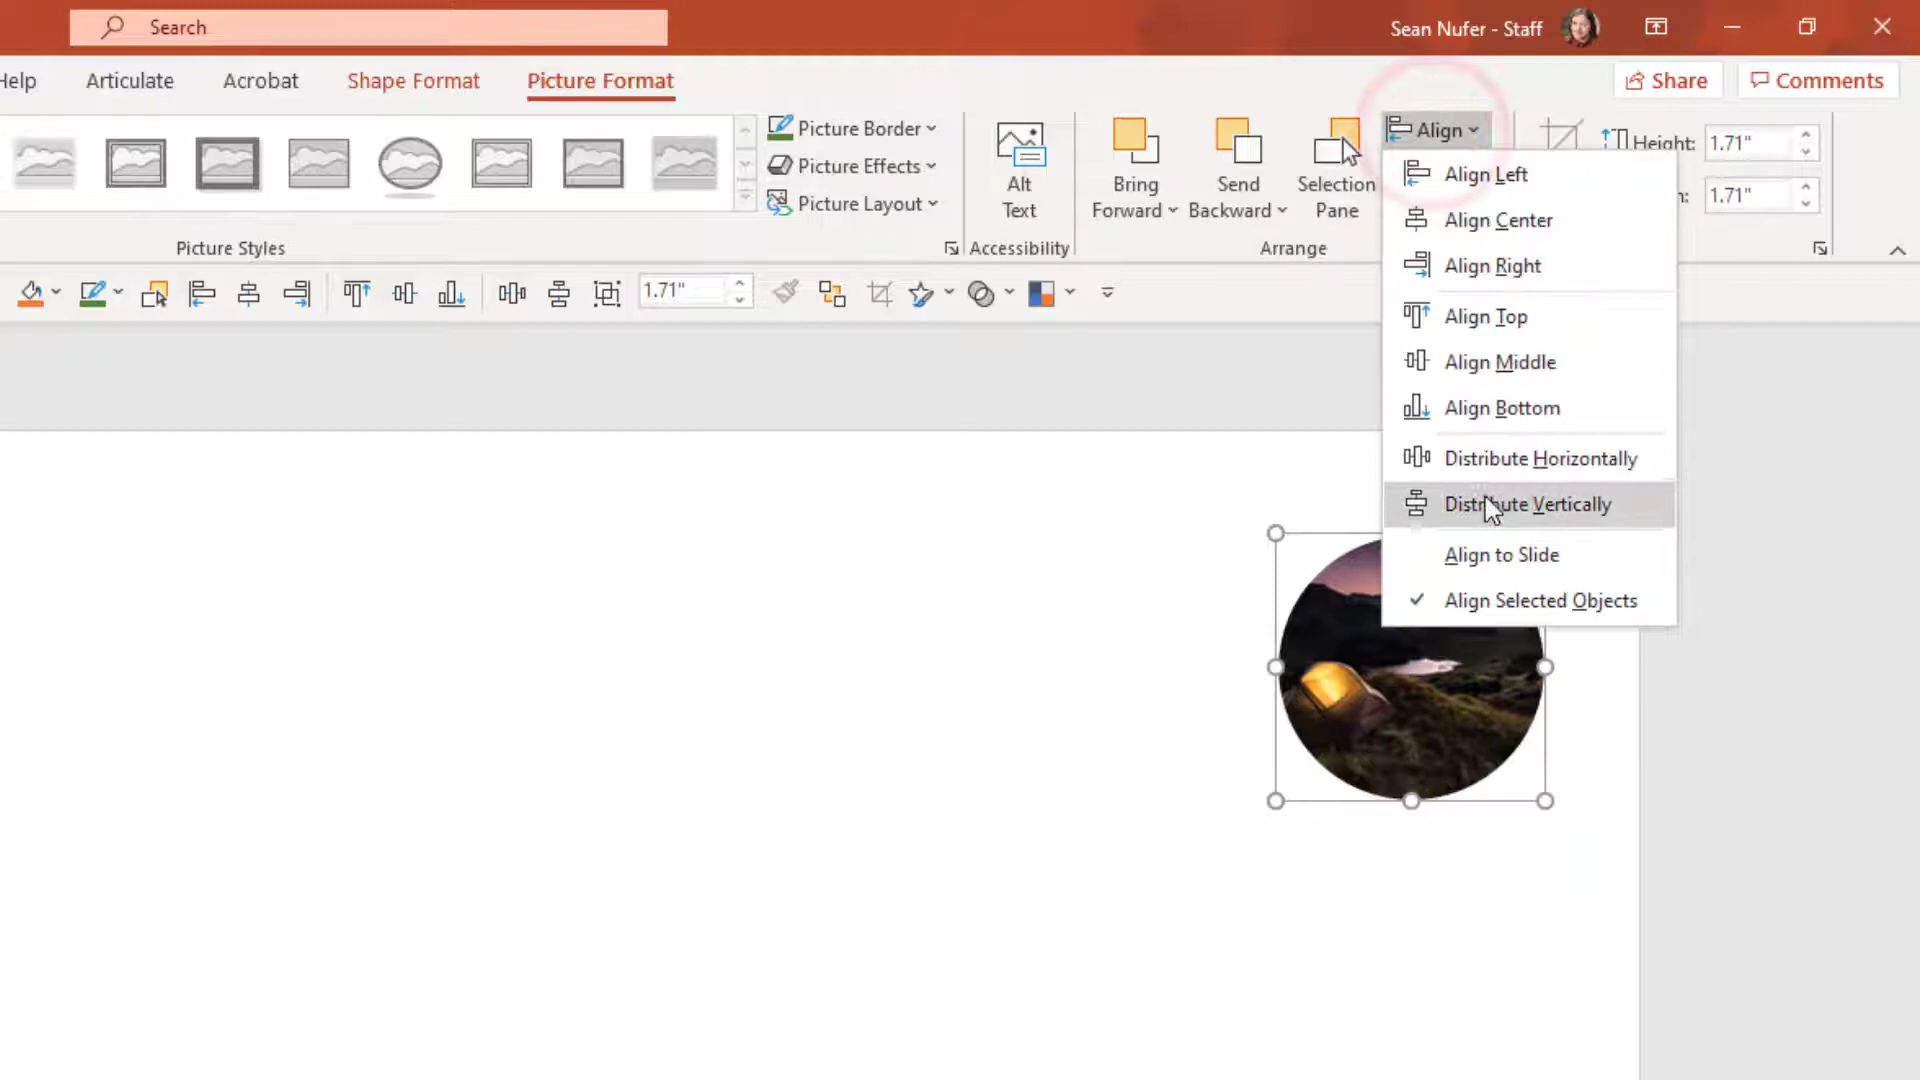 Search
Sean Nufer - Staff
Help Articulate Acrobat Shape Format Picture Format
Share Comments
Picture Border
Picture Effects
Picture Layout
Alt
Text
Bring
Forward
Send
Backward
Selection
Pane
Align
Height: 1.71"
1.71"
Picture Styles Accessibility Arrange
1.71"
Align Left
Align Center
Align Right
Align Top
Align Middle
Align Bottom
Distribute Horizontally
Distribute Vertically
Align to Slide
Align Selected Objects